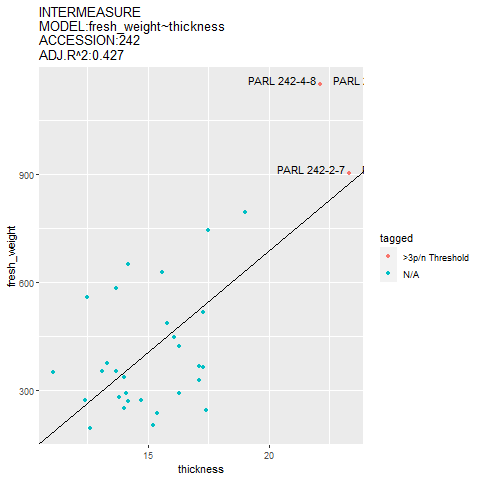 INTERMEASURE
MODEL:fresh_weight~thickness
ACCESSION:242
ADJ.R^2:0.427
PARL 242-4-8
PARL
PARL 242-2-7
900
600
300
fresh_weight
15
20
thickness
tagged
>3p/n Threshold
N/A